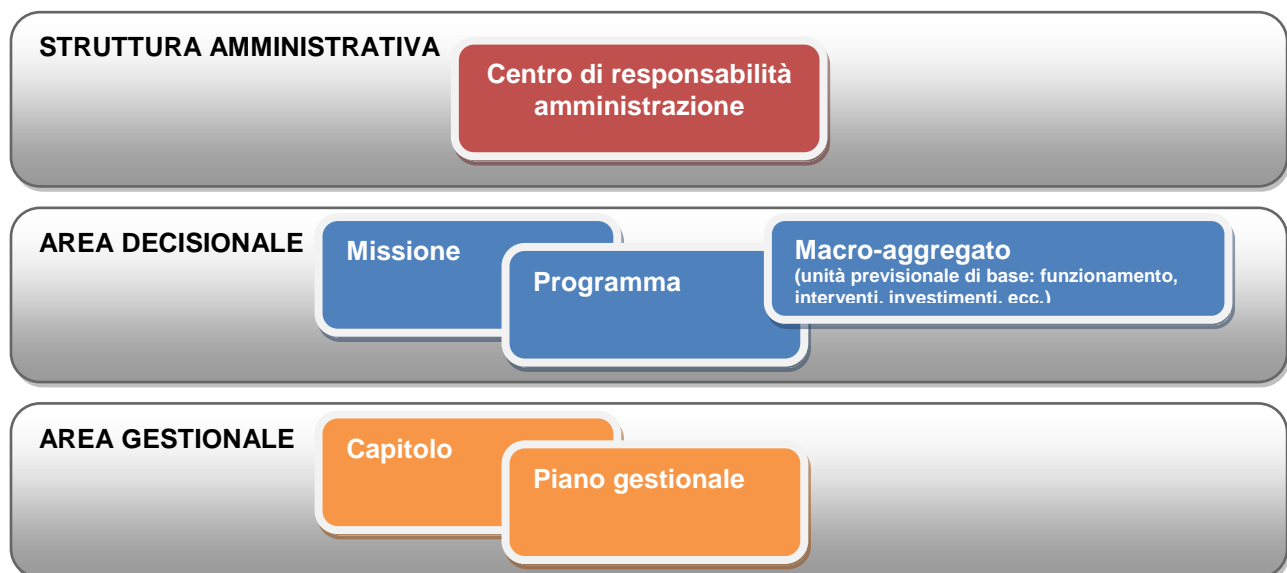 STRUTTURA AMMINISTRATIVA
Centro di responsabilità
amministrazione
AREA DECISIONALE
Missione
Programma
Macro-aggregato
(unità previsionale di base: funzionamento,
interventi, investimenti, ecc.)
AREA GESTIONALE
Capitolo
Piano gestionale